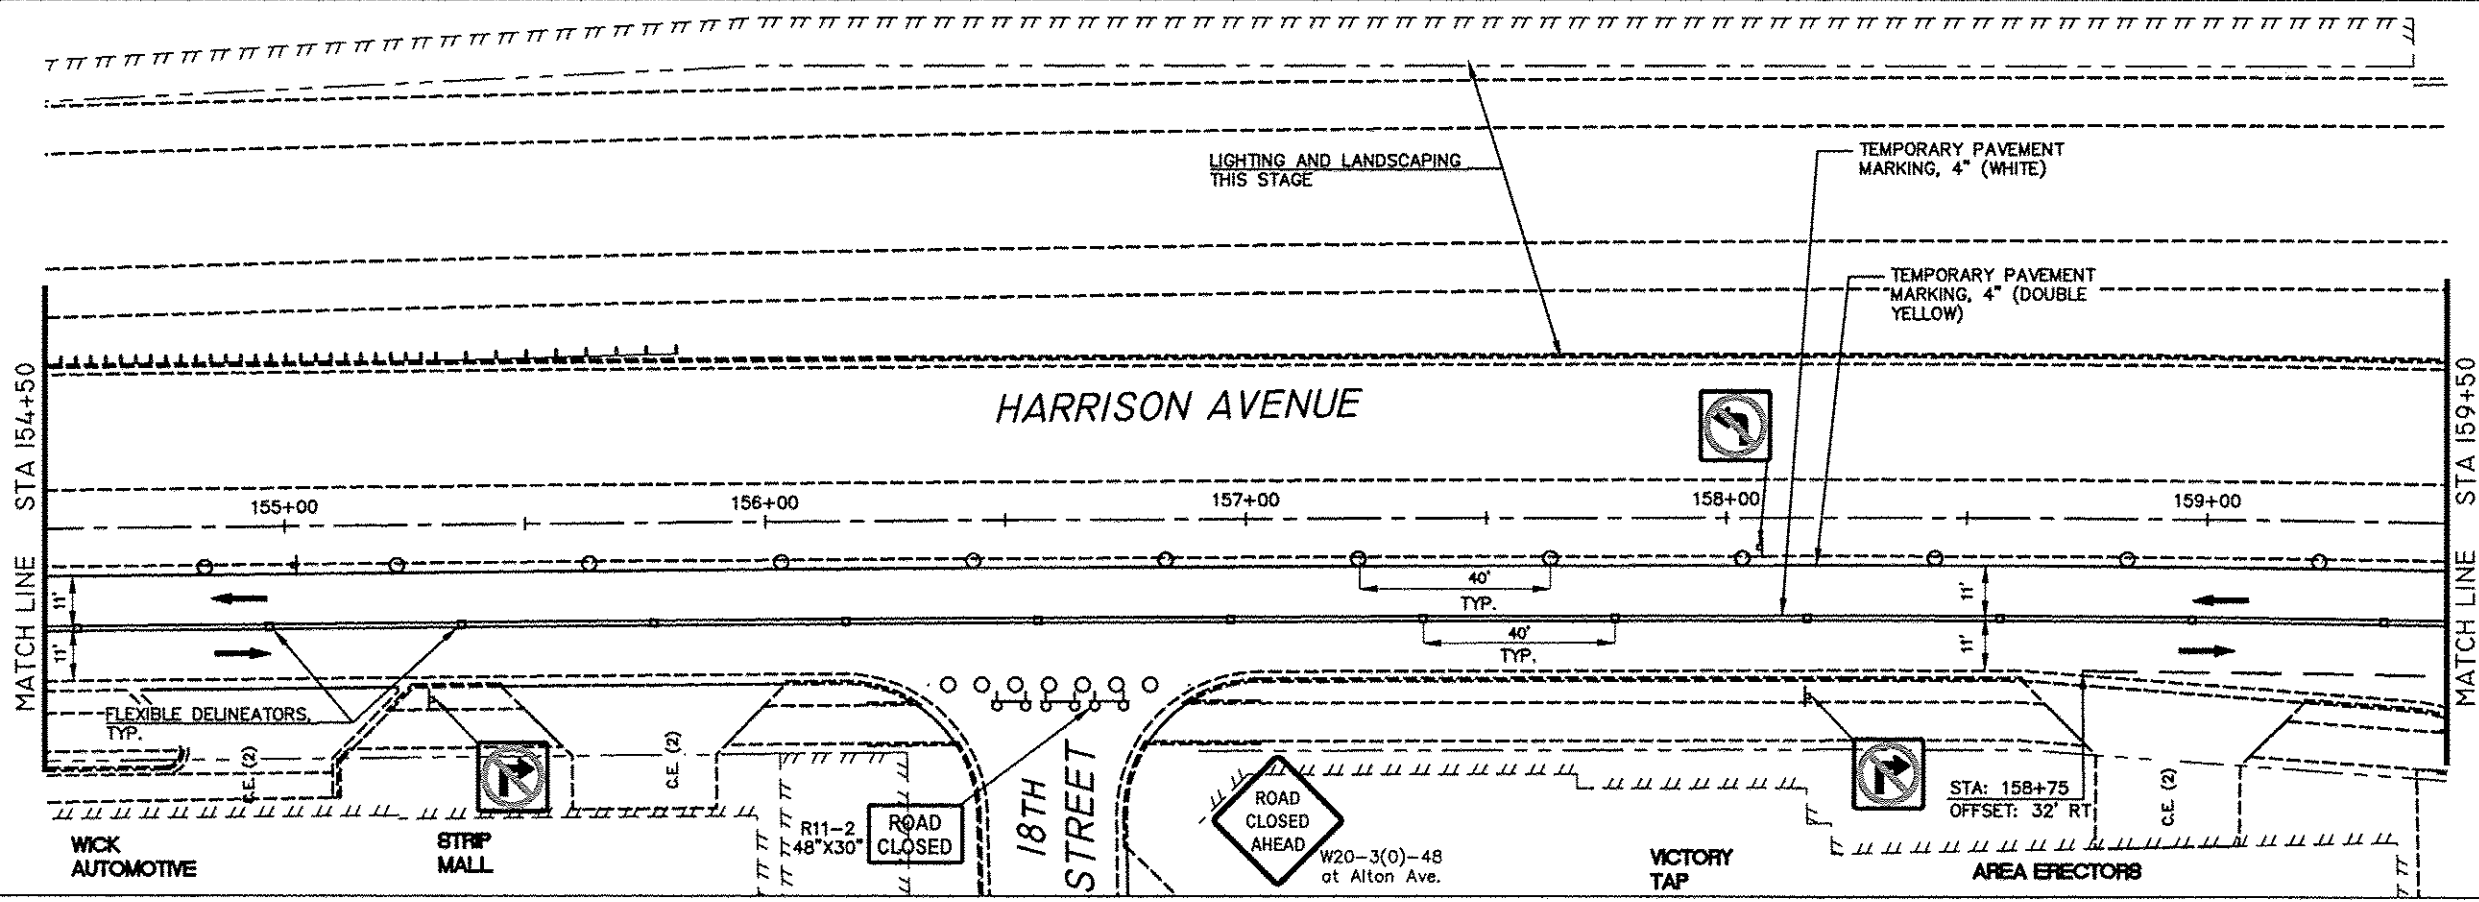 LIGHTING AND LANDSCAPING
THIS STAGE
TEMPORARY PAVEMENT
MARKING, 4" (WHITE)
TEMPORARY PAVEMENT
MARKING, 4" (DOUBLE
YELLOW)
HARRISON AVENUE
MATCH LINE STA 154+50
MATCH LINE STA 159+50
155+00
156+00
157+00
158+00
159+00
11'
11'
40'
TYP.
40'
TYP.
11'
11'
FLEXIBLE DELINEATORS,
TYP.
C.E. (2)
C.E. (2)
C.E. (2)
WICK
AUTOMOTIVE
STRIP
MALL
R11-2
48"X30"
ROAD
CLOSED
18TH
STREET
ROAD
CLOSED
AHEAD
W20-3(0)-48
at Alton Ave.
VICTORY
TAP
STA: 158+75
OFFSET: 32' RT
AREA ERECTORS